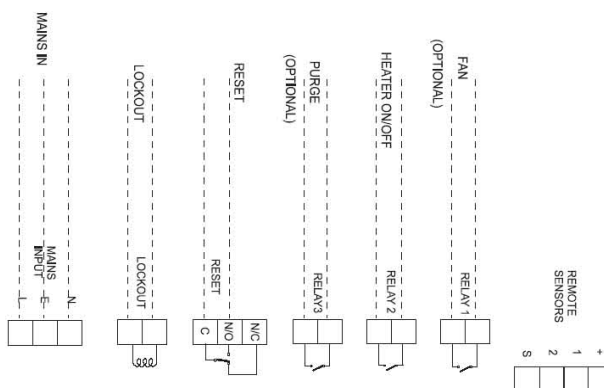 MAINS IN
LOCKOUT
RESET
PURGE
(OPTIONAL)
HEATER ON/OFF
FAN
(OPTIONAL)
MAINS
INPUT
L
E
N
LOCKOUT
RESET
C
N/O
N/C
RELAY3
RELAY 2
RELAY 1
REMOTE
SENSORS
S
2
1
+